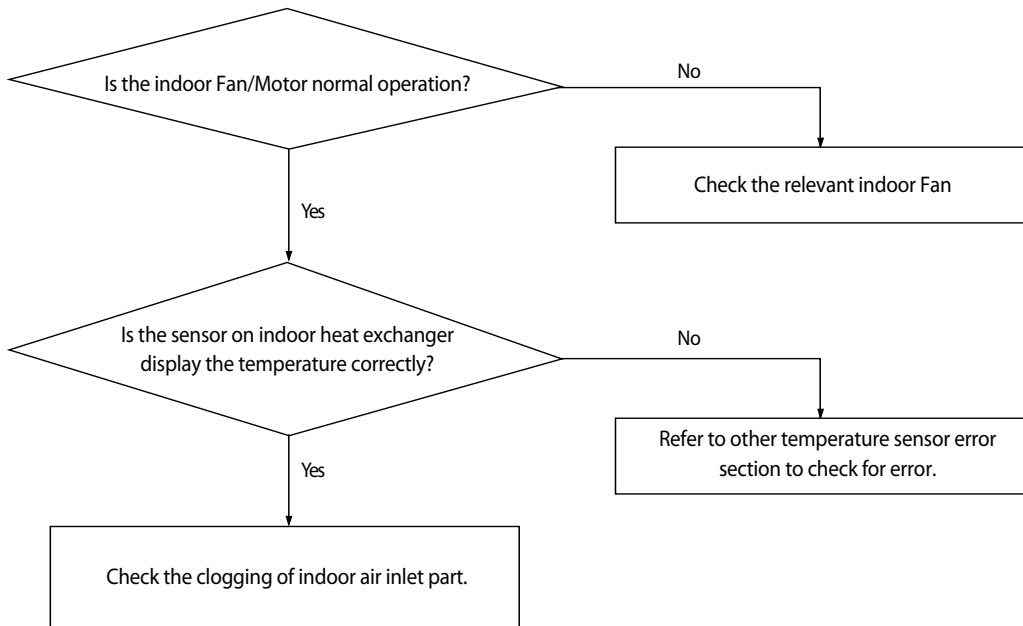 Is the indoor Fan/Motor normal operation?
No
Check the relevant indoor Fan
Yes
Is the sensor on indoor heat exchanger
display the temperature correctly?
No
Refer to other temperature sensor error
section to check for error.
Yes
Check the clogging of indoor air inlet part.